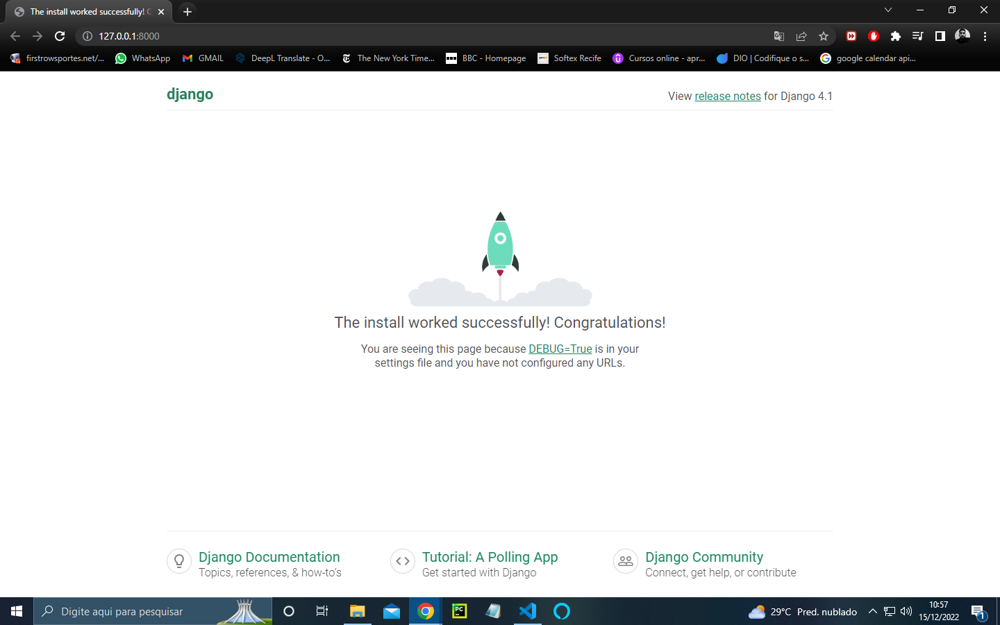 The install worked successfully! C
127.0.0.1:8000
firstrowsportes.net/...
WhatsApp
GMAIL
DeepL Translate - O...
The New York Time...
BBC - Homepage
Softex Recife
Cursos online - apr...
DIO | Codifique o s...
google calendar api...
django
View release notes for Django 4.1
The install worked successfully! Congratulations!
You are seeing this page because DEBUG=True is in your
settings file and you have not configured any URLs.
Django Documentation
Topics, references, & how-to's
Tutorial: A Polling App
Get started with Django
Django Community
Connect, get help, or contribute
Digite aqui para pesquisar
PC
29°C Pred. nublado
10:57
15/12/2022
1